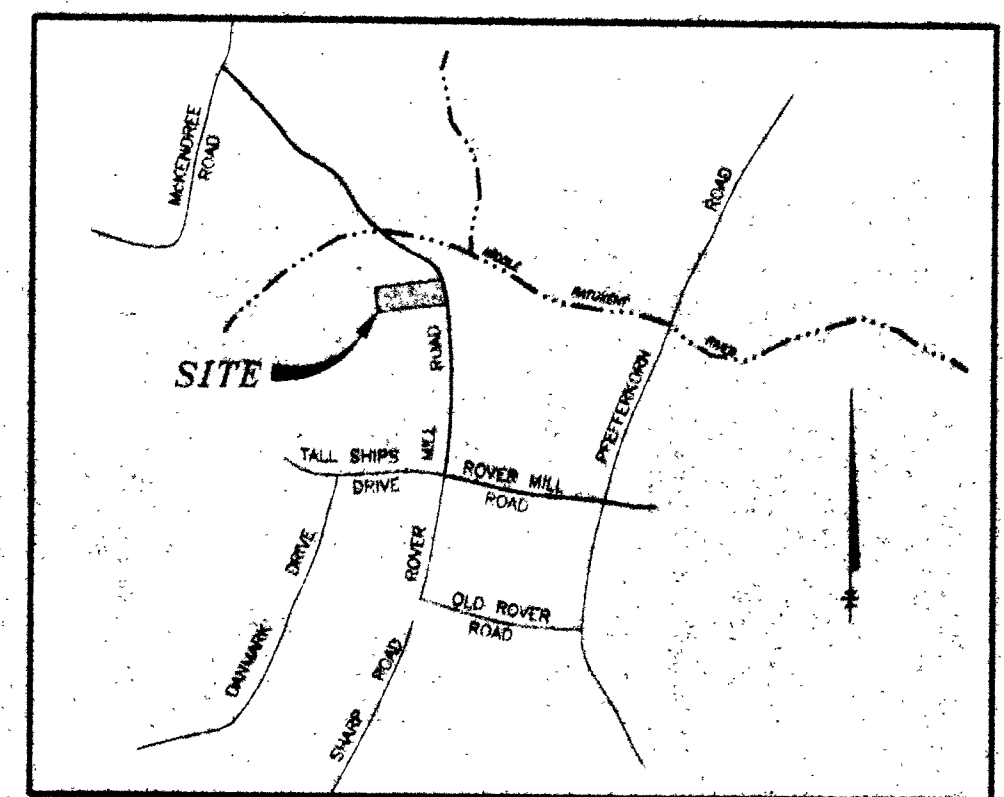 McKENDREE
ROAD
ROAD
MIDDLE
PATUXENT
RIVER
SITE
ROAD
MILL
ROVER
PFEFFERKORN
TALL SHIPS
DRIVE
ROVER MILL
ROAD
DRIVE
DANMARK
OLD ROVER
ROAD
SHARP
ROAD